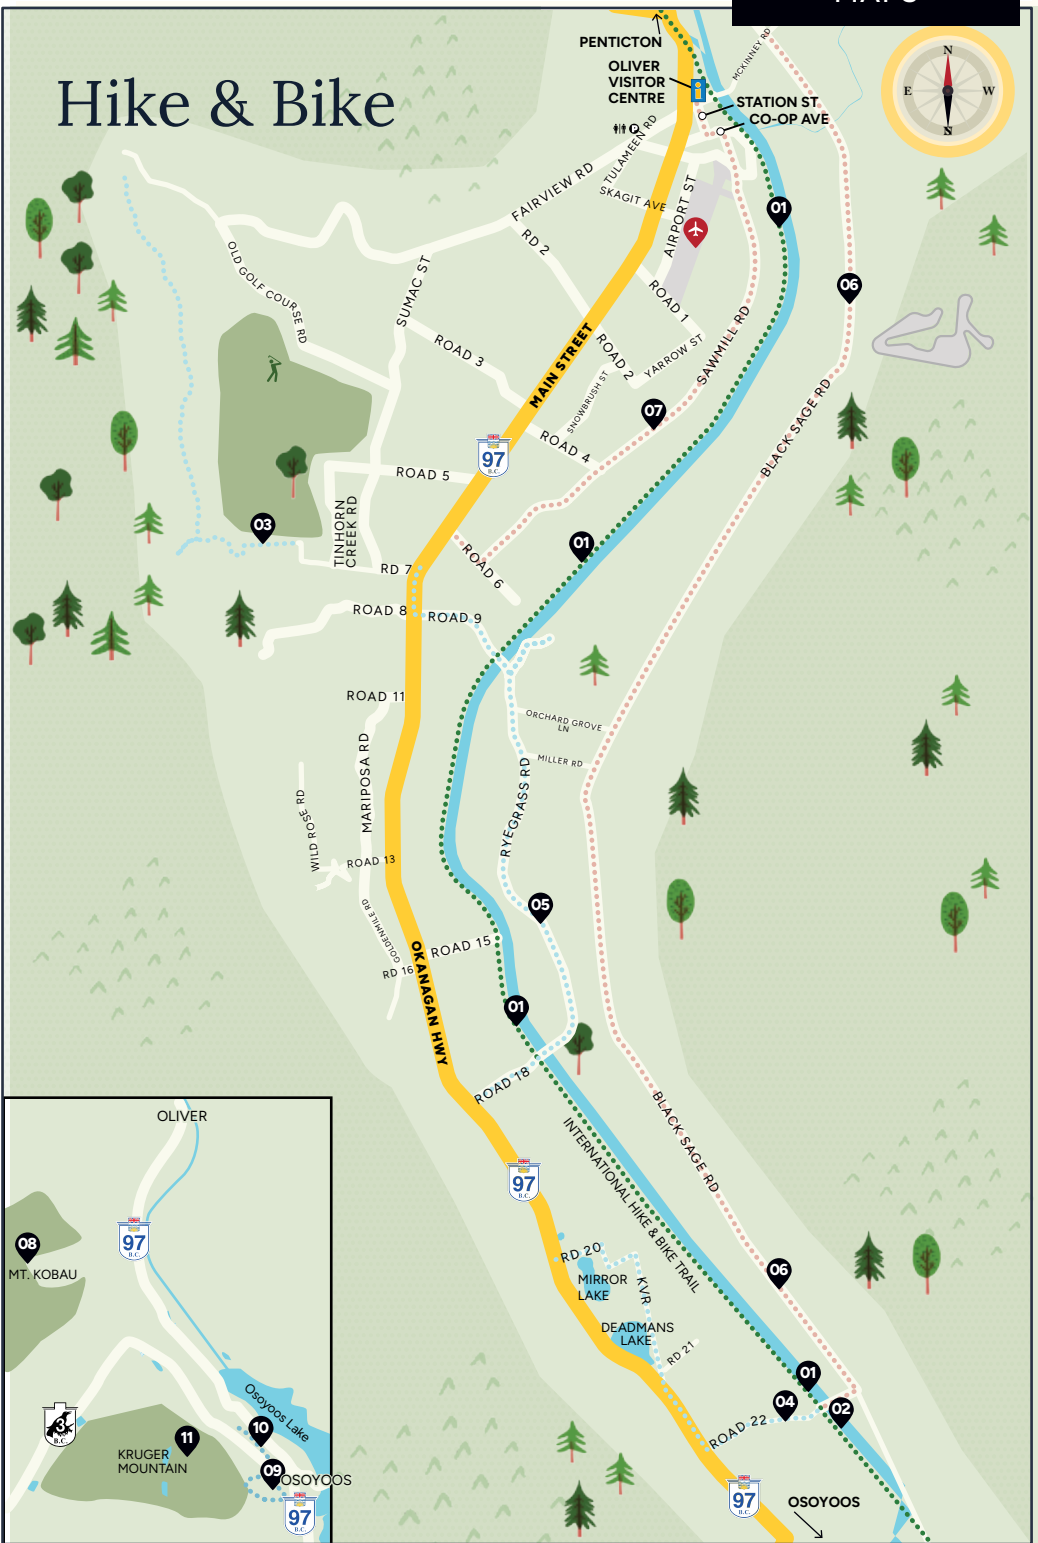 MAPS
Hike & Bike
PENTICTON
OLIVER
VISITOR
CENTRE
MCKINNEY RD
N
E
W
S
STATION ST
CO-OP AVE
TULAMEEN RD
FAIRVIEW RD
SKAGIT AVE
AIRPORT ST
01
RD 2
OLD GOLF COURSE RD
SUMAC ST
06
ROAD 1
ROAD 3
MAIN STREET
ROAD 2
YARROW ST
SAWMILL RD
SNOWBRUSH ST
07
BLACK SAGE RD
ROAD 4
97
B.C.
ROAD 5
03
TINHORN
CREEK RD
01
ROAD 6
RD 7
ROAD 8
ROAD 9
ROAD 11
ORCHARD GROVE
LN
MILLER RD
MARIPOSA RD
RYEGRASS RD
WILD ROSE RD
ROAD 13
GOLDENMILE RD
05
ROAD 15
RD 16
OKANAGAN HWY
01
ROAD 18
BLACK SAGE RD
INTERNATIONAL HIKE & BIKE TRAIL
97
B.C.
RD 20
MIRROR
LAKE
KVR
06
DEADMANS
LAKE
RD 21
01
04
02
ROAD 22
97
B.C.
OSOYOOS
OLIVER
97
B.C.
08
MT. KOBAU
Osoyoos Lake
3
B.C.
10
11
KRUGER
MOUNTAIN
09
OSOYOOS
97
B.C.